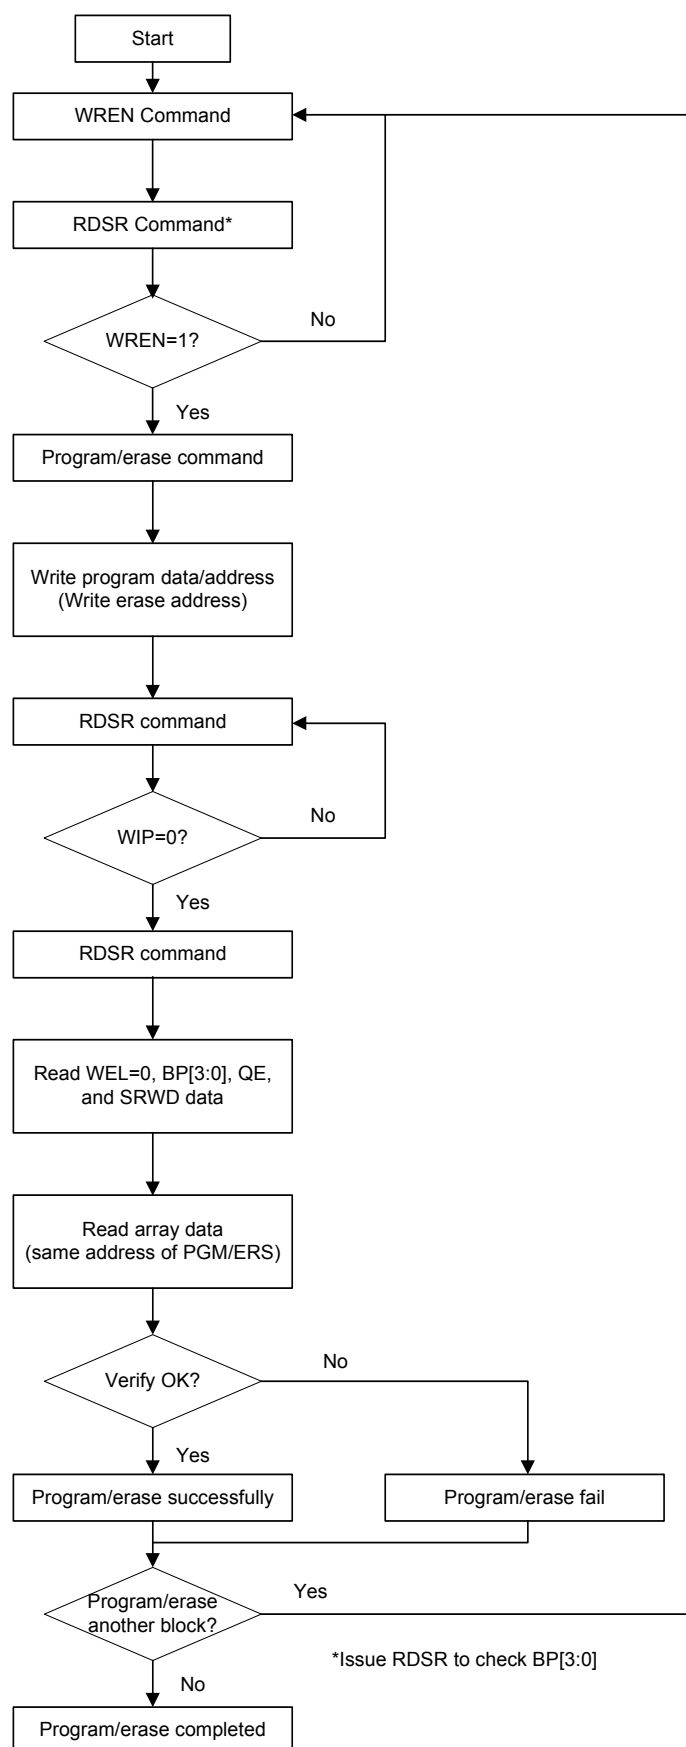 Start
WREN Command
RDSR Command*
WREN=1?
No
Yes
Program/erase command
Write program data/address
(Write erase address)
RDSR command
WIP=0?
No
Yes
RDSR command
Read WEL=0, BP[3:0], QE,
and SRWD data
Read array data
(same address of PGM/ERS)
Verify OK?
No
Yes
Program/erase successfully
Program/erase fail
Program/erase
another block?
Yes
*Issue RDSR to check BP[3:0]
No
Program/erase completed